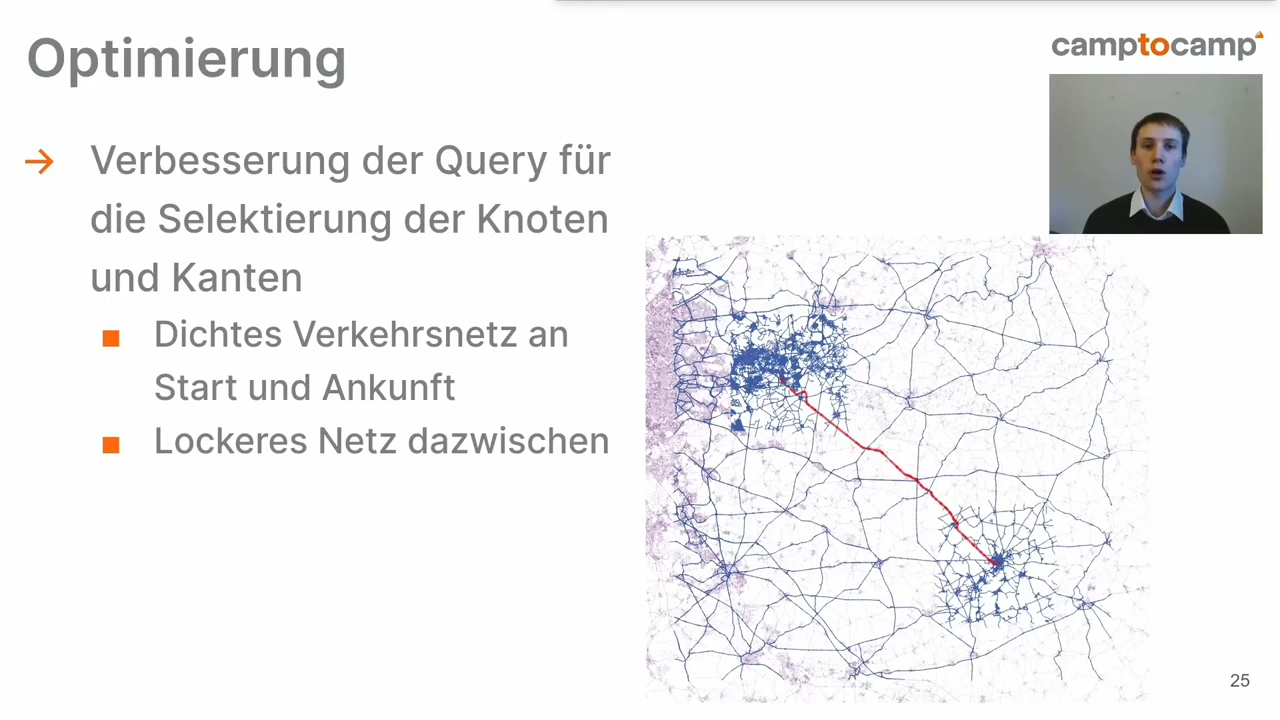 Optimierung
camptocamp
→ Verbesserung der Query für
die Selektierung der Knoten
und Kanten
■ Dichtes Verkehrsnetz an
Start und Ankunft
■ Lockeres Netz dazwischen
25